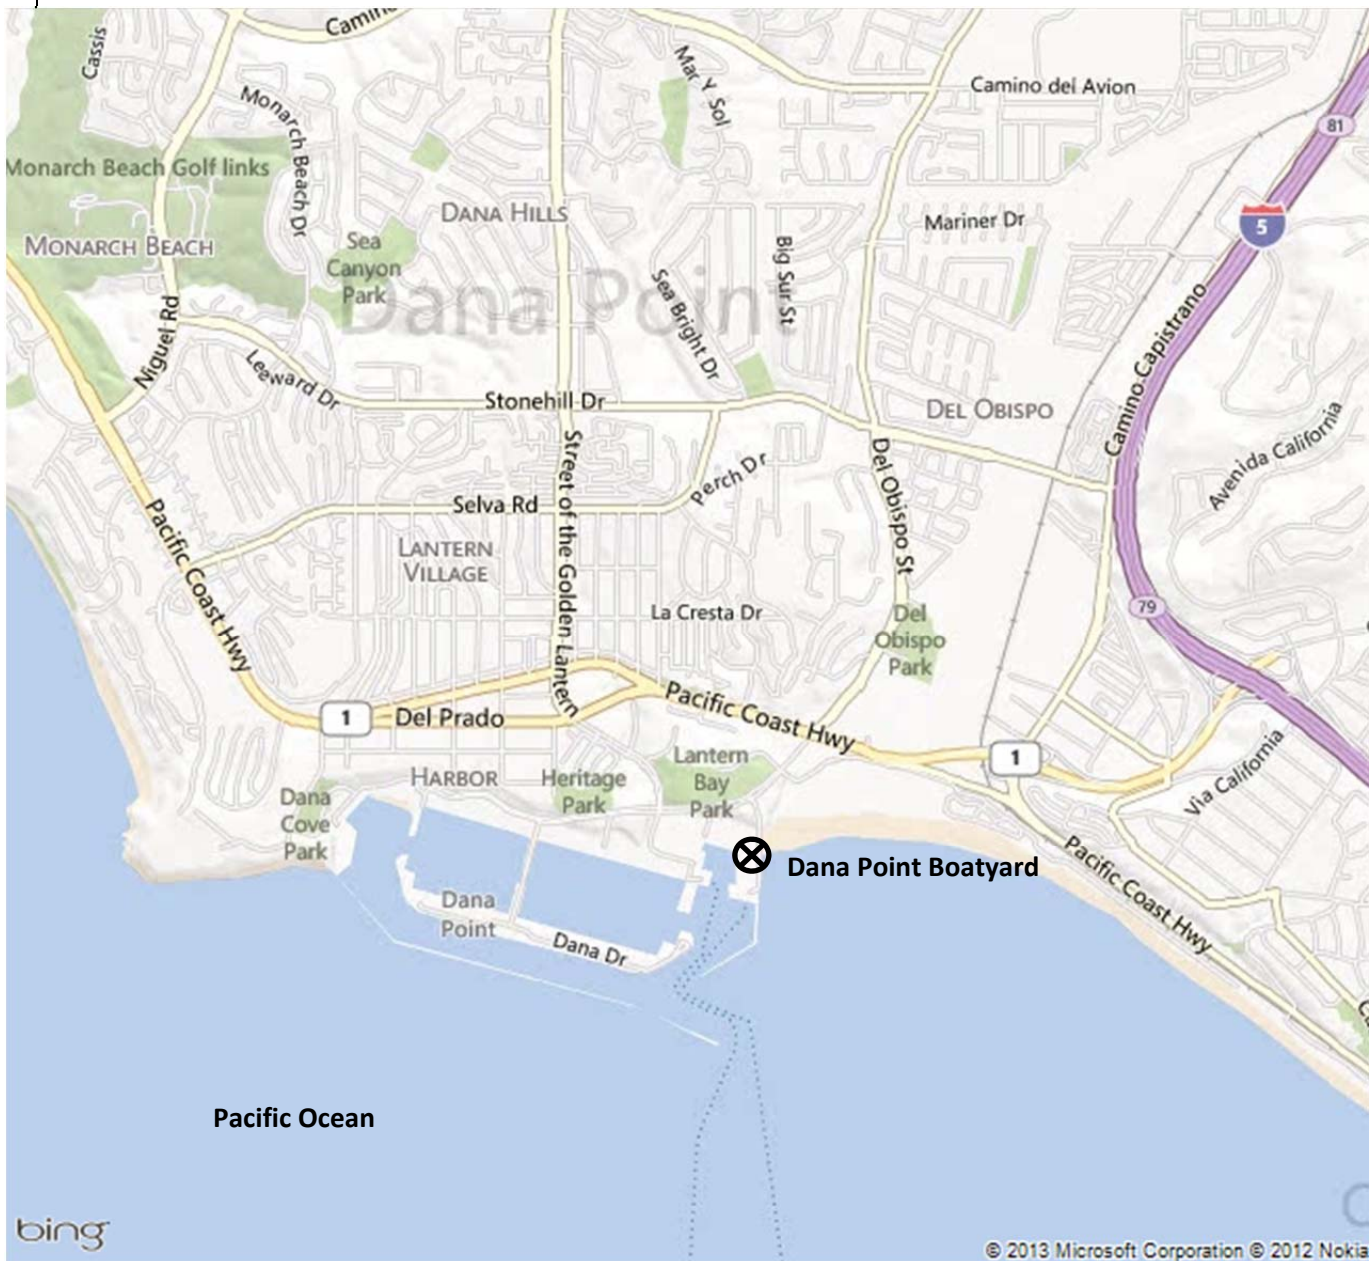 Camino
Cassis
Mar Y Sol
Camino del Avion
81
Monarch Beach Dr
Monarch Beach Golf links
DANA HILLS
Mariner Dr
5
MONARCH BEACH
Sea
Canyon
Park
Big Sur St
Dana Point
Sea Bright Dr
Niguel Rd
Camino Capistrano
Leeward Dr
Stonehill Dr
DEL OBISPO
Avenida California
Perch Dr
Del Obispo St
Selva Rd
Street of the Golden Lantern
Pacific Coast Hwy
LANTERN
VILLAGE
La Cresta Dr
79
Del
Obispo
Park
Pacific Coast Hwy
1
Del Prado
1
Lantern
Bay
Park
HARBOR
Heritage
Park
Via California
Dana
Cove
Park
Dana Point Boatyard
Pacific Coast Hwy
Dana
Point
Dana Dr
Pacific Ocean
bing
© 2013 Microsoft Corporation © 2012 Nokia